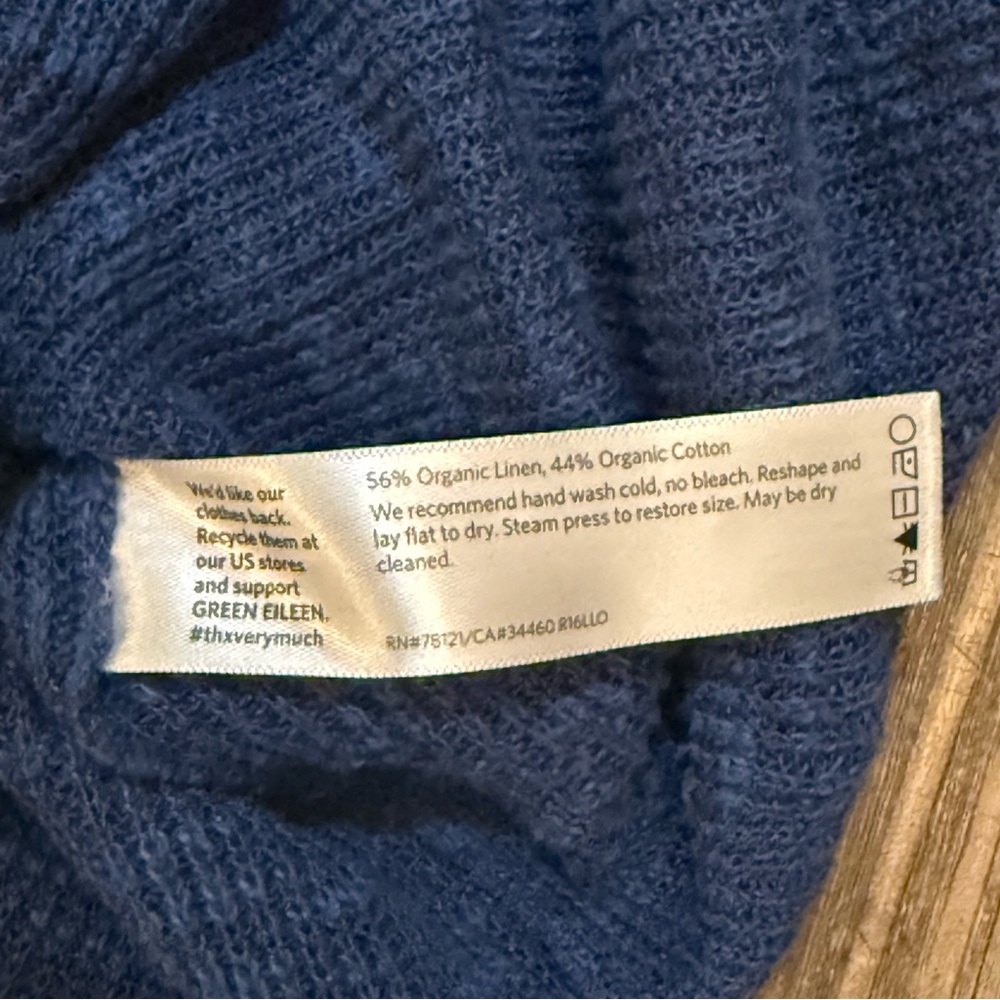 We'd like our
clothes back.
Recycle them at
our US stores
and support
GREEN EILEEN.
#thxverymuch
56% Organic Linen, 44% Organic Cotton
We recommend hand wash cold, no bleach. Reshape and
lay flat to dry. Steam press to restore size. May be dry
cleaned.
RN#78121/CA#34460 R16LLO